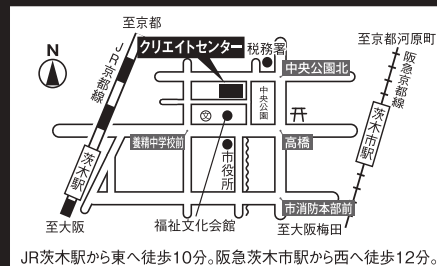 至京都
N
クリエイトセンター
税務署
至京都河原町
JR京都線
中央公園北
阪急京都線
中央公園
文
茨木市駅
養精中学校前
高橋
茨木駅
市役所
市消防本部前
至大阪
福祉文化会館
至大阪梅田
JR茨木駅から東へ徒歩10分。阪急茨木市駅から西へ徒歩12分。